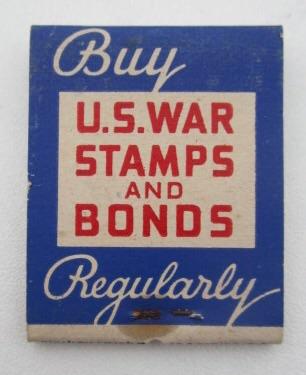 Buy
U.S. WAR
STAMPS
AND
BONDS
Regularly